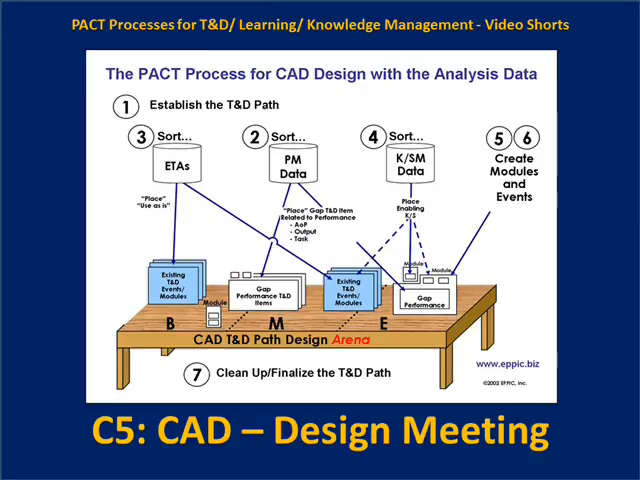 PACT Processes for T&D/ Learning/ Knowledge Management - Video Shorts
The PACT Process for CAD Design with the Analysis Data
1 Establish the T&D Path
3 Sort...
2 Sort...
4 Sort...
5 6
ETAs
PM
Data
K/SM
Data
Create
Modules
and
Events
"Place"
"Use as is"
"Place" Gap T&D Item
Related to Performance
- AoP
- Output
- Task
Place
Enabling
K/S
Module
Module
Existing
T&D
Events/
Modules
Module
Gap
Performance T&D
Items
Existing
T&D
Events/
Modules
Gap
Performance
B M E
CAD T&D Path Design Arena
7 Clean Up/Finalize the T&D Path
www.eppic.biz
©2002 EPPIC, Inc.
C5: CAD – Design Meeting